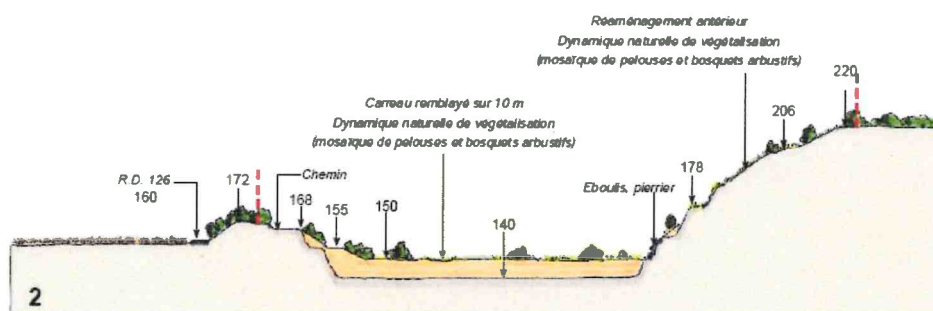 Réaménagement antérieur
Dynamique naturelle de végétalisation
(mosaïque de pelouses et bosquets arbustifs)
220
206
Carreau remblayé sur 10 m
Dynamique naturelle de végétalisation
(mosaïque de pelouses et bosquets arbustifs)
178
R.D. 126
160
172
Chemin
168
155
150
140
Eboulis, pierrier
2